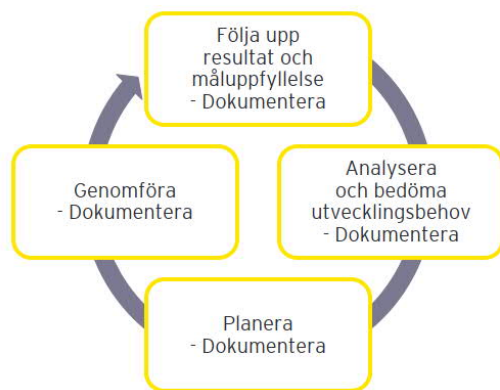 Följa upp
resultat och
måluppfyllelse
- Dokumentera
Analysera
och bedöma
utvecklingsbehov
- Dokumentera
Planera
- Dokumentera
Genomföra
- Dokumentera